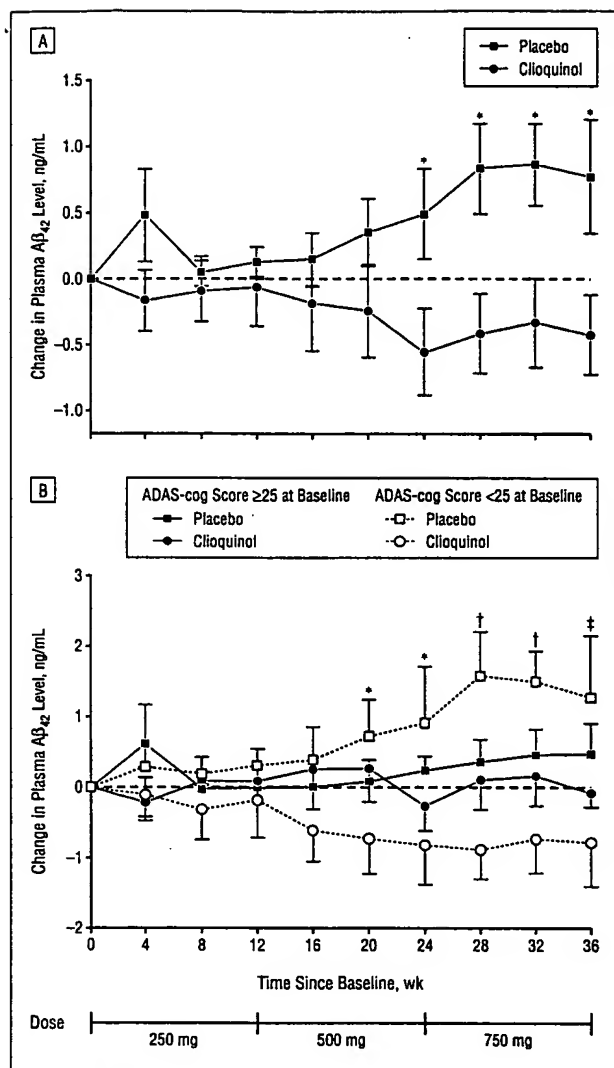 A
Placebo
Clioquinol
1.5
1.0
0.5
0.0
−0.5
−1.0
Change in Plasma Aβ42 Level, ng/mL
* * * *
B
ADAS-cog Score ≥25 at Baseline ADAS-cog Score <25 at Baseline
Placebo Placebo
Clioquinol Clioquinol
3
2
1
0
−1
−2
Change in Plasma Aβ42 Level, ng/mL
* * † † ‡
0 4 8 12 16 20 24 28 32 36
Time Since Baseline, wk
Dose
250 mg 500 mg 750 mg